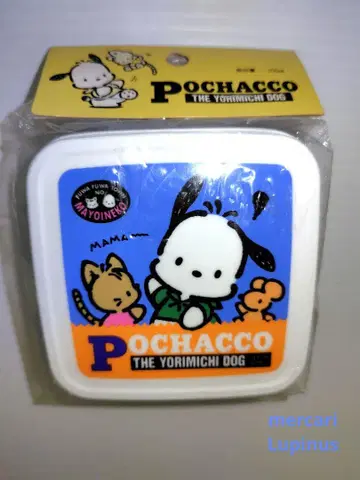 POCHACCO
THE YORIMICHI DOG
FUWA FUWA
NO
MAYOINEKO
MAMA
!
POCHACCO
THE YORIMICHI DOG
mercari
Lupinus